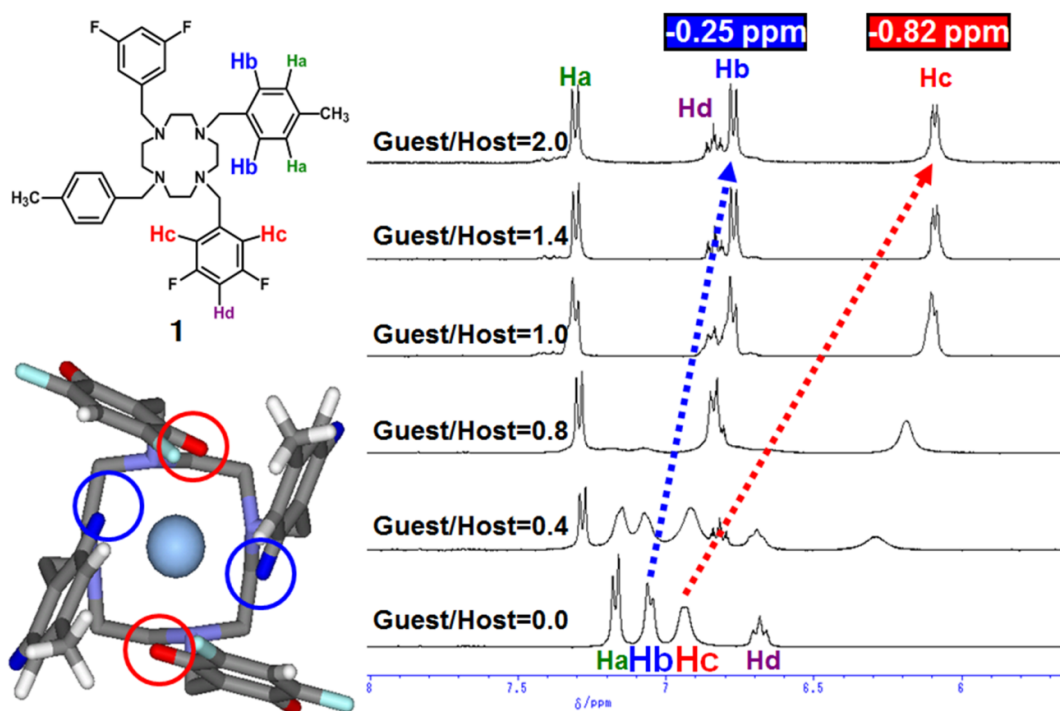 F
F
Hb
Ha
CH₃
N
N
Hb
Ha
N
N
H₃C
Hc
Hc
F
F
Hd
1
-0.25 ppm
-0.82 ppm
Ha
Hd
Hb
Hc
Guest/Host=2.0
Guest/Host=1.4
Guest/Host=1.0
Guest/Host=0.8
Guest/Host=0.4
Guest/Host=0.0
Ha Hb Hc Hd
8 7.5 7 6.5 6
δ/ppm